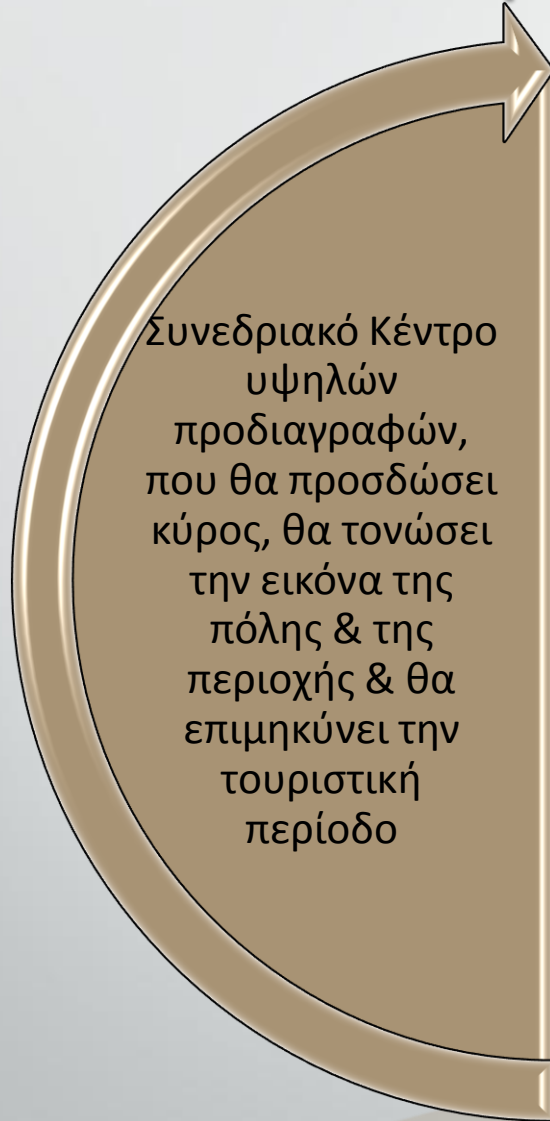 Συνεδριακό Κέντρο
υψηλών
προδιαγραφών,
που θα προσδώσει
κύρος, θα τονώσει
την εικόνα της
πόλης & της
περιοχής & θα
επιμηκύνει την
τουριστική
περίοδο